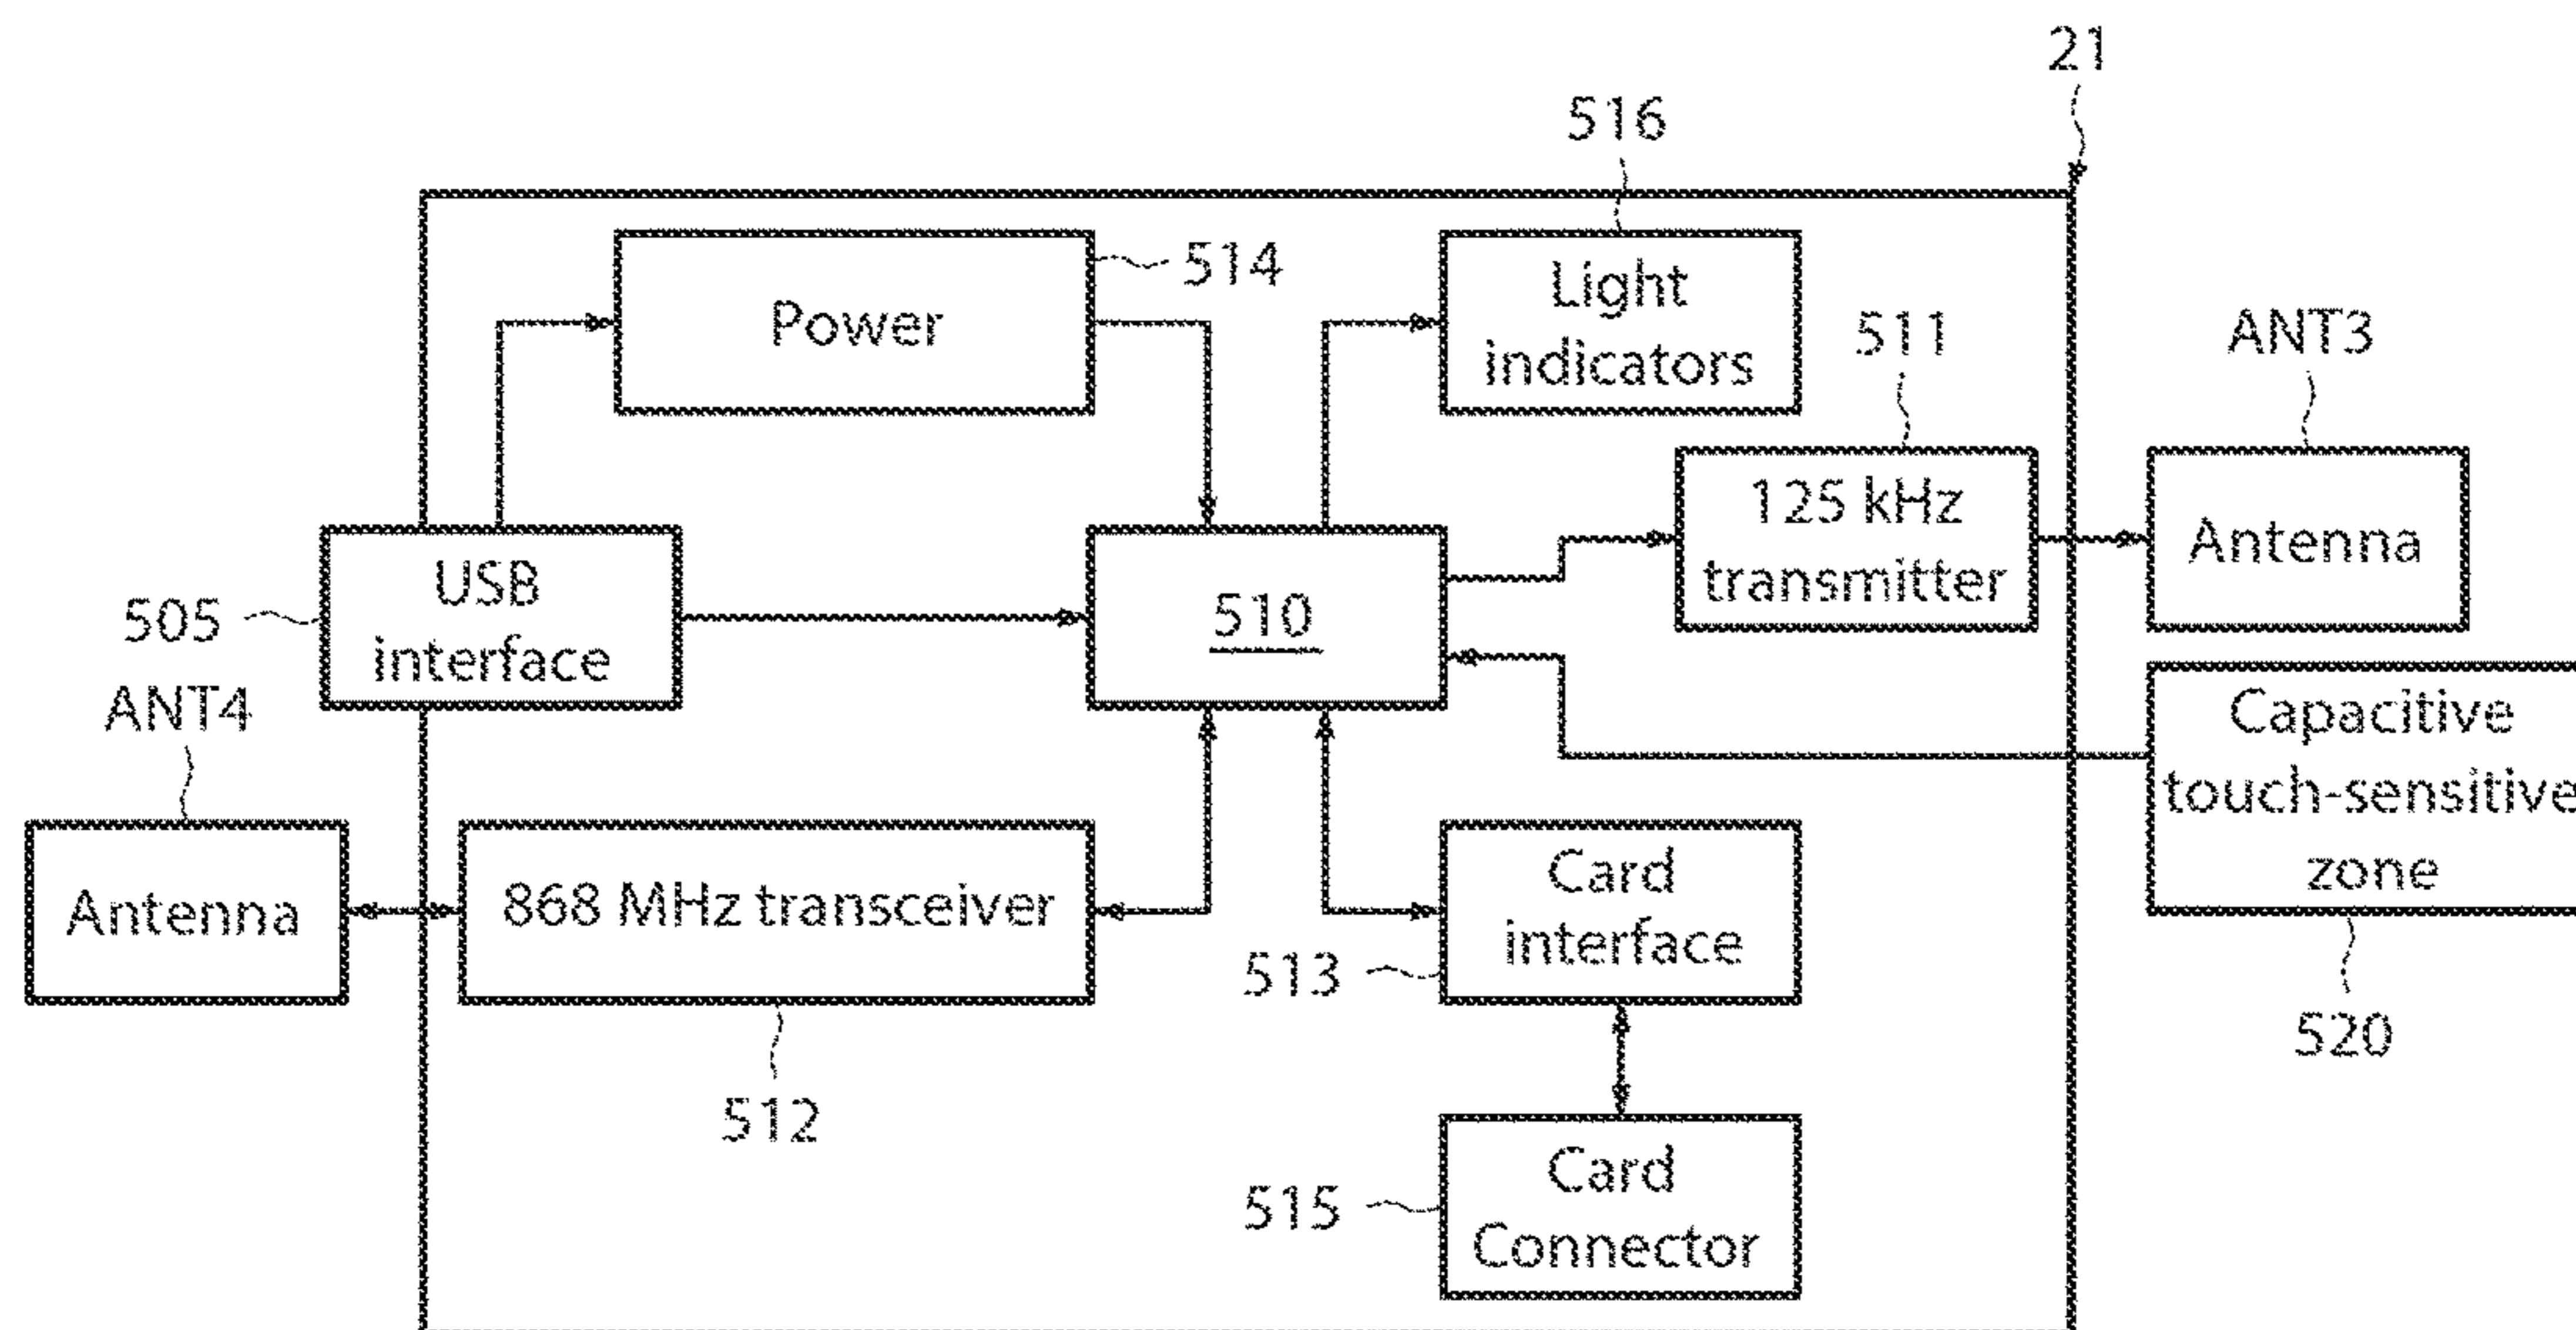 21
516
514
Power
Light
indicators
511
ANT3
125 kHz
transmitter
Antenna
USB
interface
505
510
ANT4
Capacitive
touch-sensitive
zone
Antenna
868 MHz transceiver
Card
interface
513
520
512
Card
Connector
515